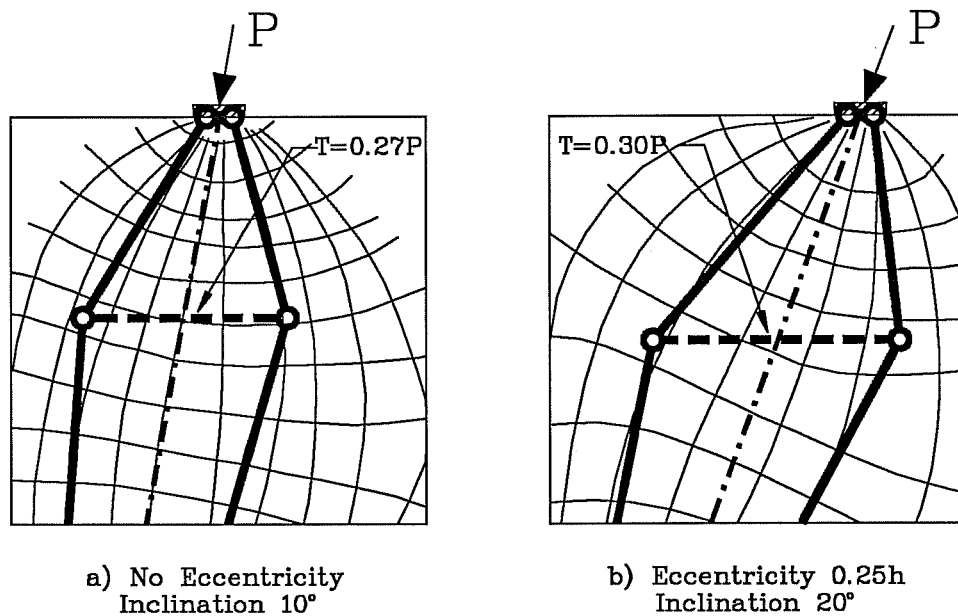 P
T=0.27P
a) No Eccentricity
Inclination 10°
P
T=0.30P
b) Eccentricity 0.25h
Inclination 20°